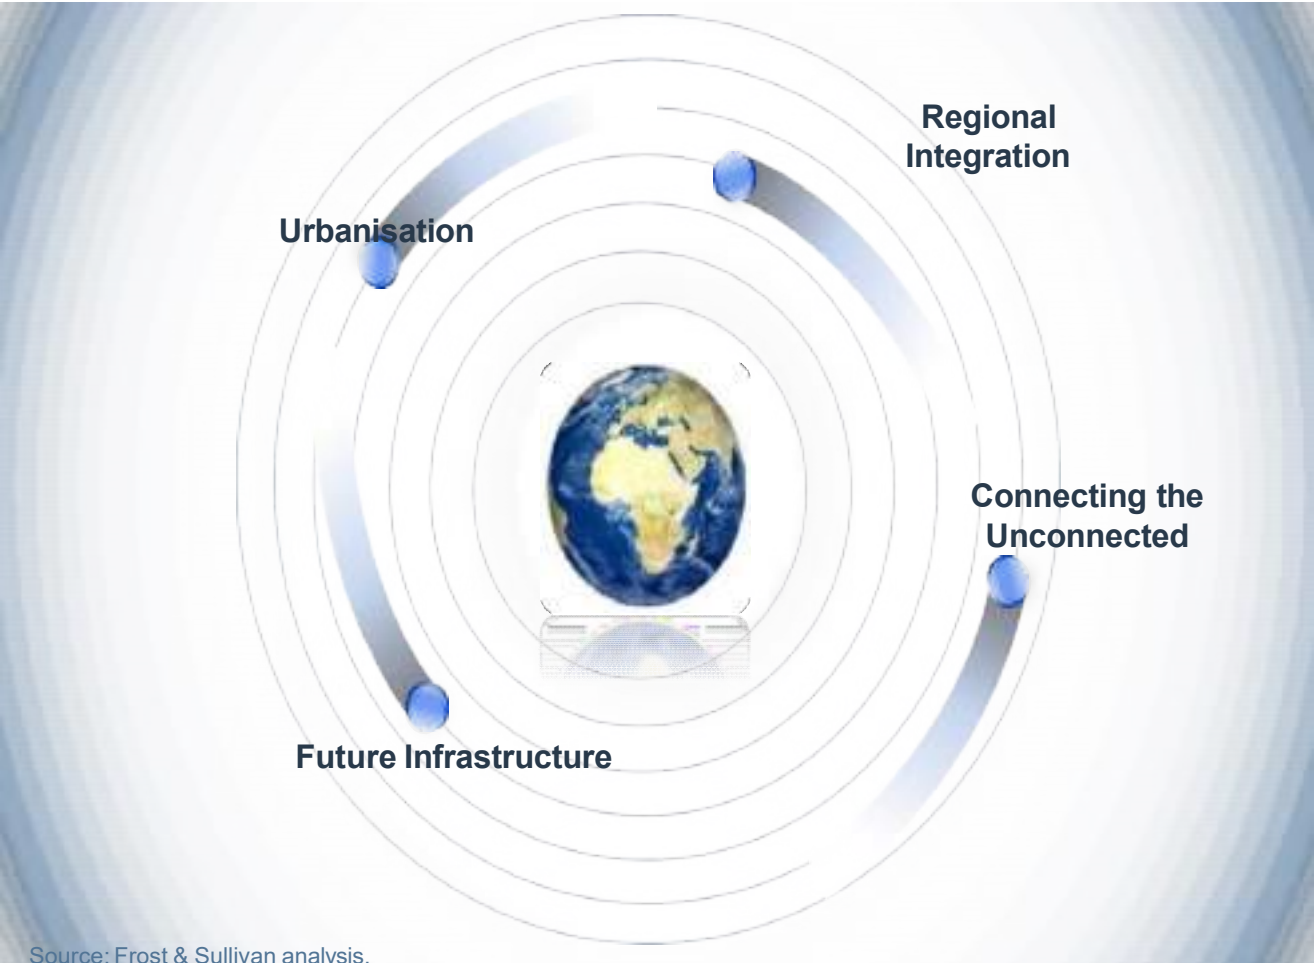 Regional
Integration
Urbanisation
Connecting the
Unconnected
Future Infrastructure
Source: Frost & Sullivan analysis.